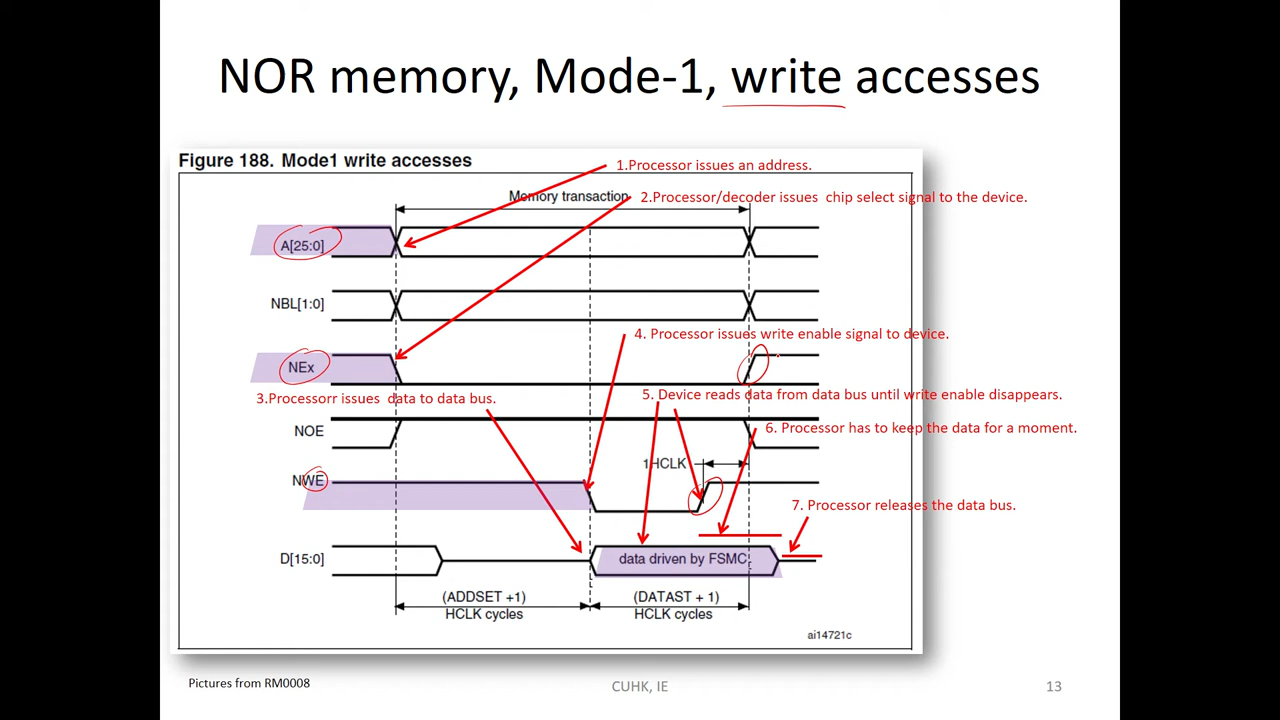 NOR memory, Mode-1, write accesses
Figure 188. Mode1 write accesses
1.Processor issues an address.
Memory transaction
2.Processor/decoder issues chip select signal to the device.
A[25:0]
NBL[1:0]
4. Processor issues write enable signal to device.
NEx
3.Processorr issues data to data bus.
5. Device reads data from data bus until write enable disappears.
6. Processor has to keep the data for a moment.
NOE
1HCLK
NWE
7. Processor releases the data bus.
D[15:0]
data driven by FSMC
(ADDSET +1)
HCLK cycles
(DATAST + 1)
HCLK cycles
ai14721c
Pictures from RM0008
CUHK, IE
13